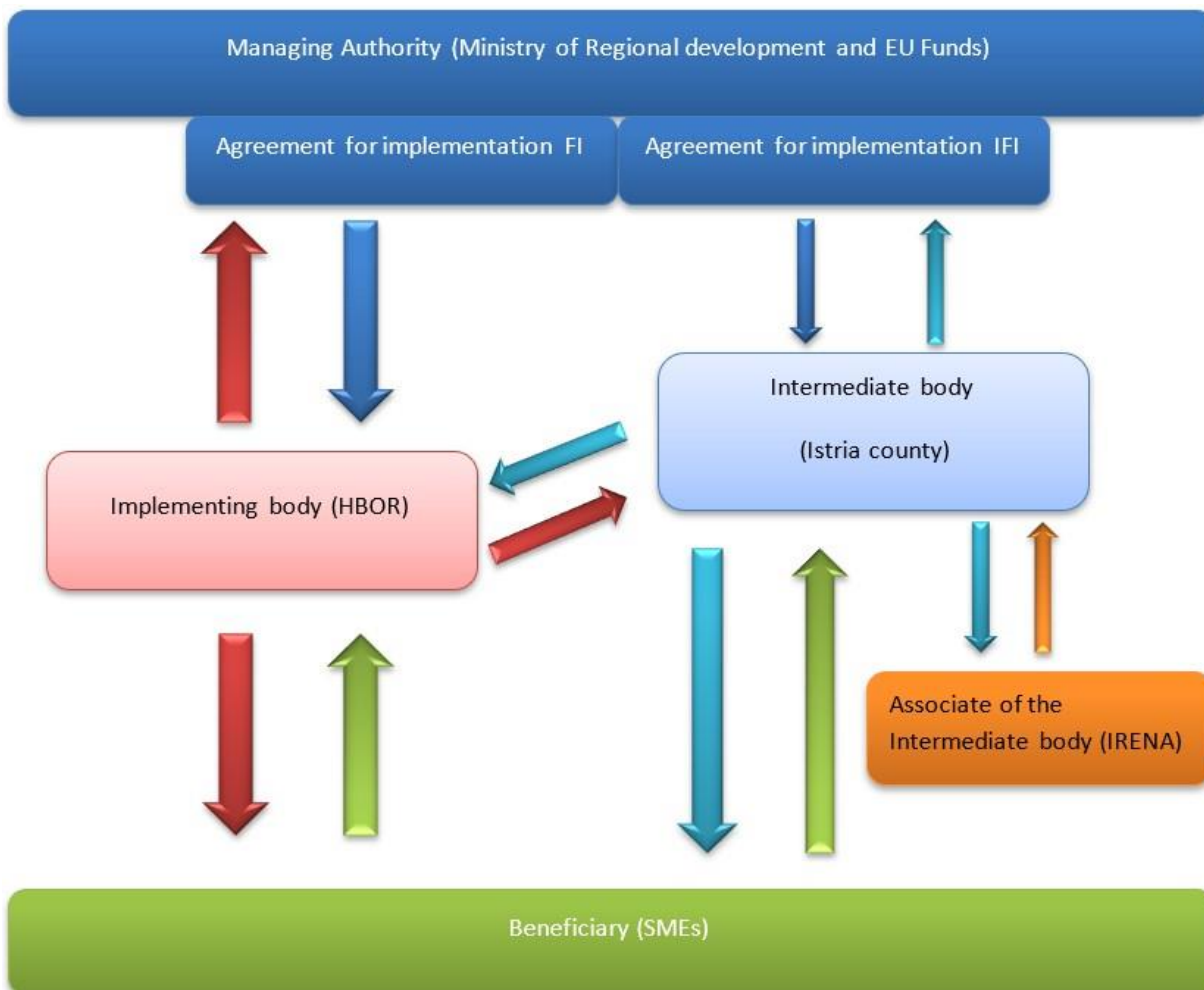 Managing Authority (Ministry of Regional development and EU Funds)
Agreement for implementation FI
Agreement for implementation IFI
Intermediate body
(Istria county)
Implementing body (HBOR)
Associate of the
Intermediate body (IRENA)
Beneficiary (SMEs)